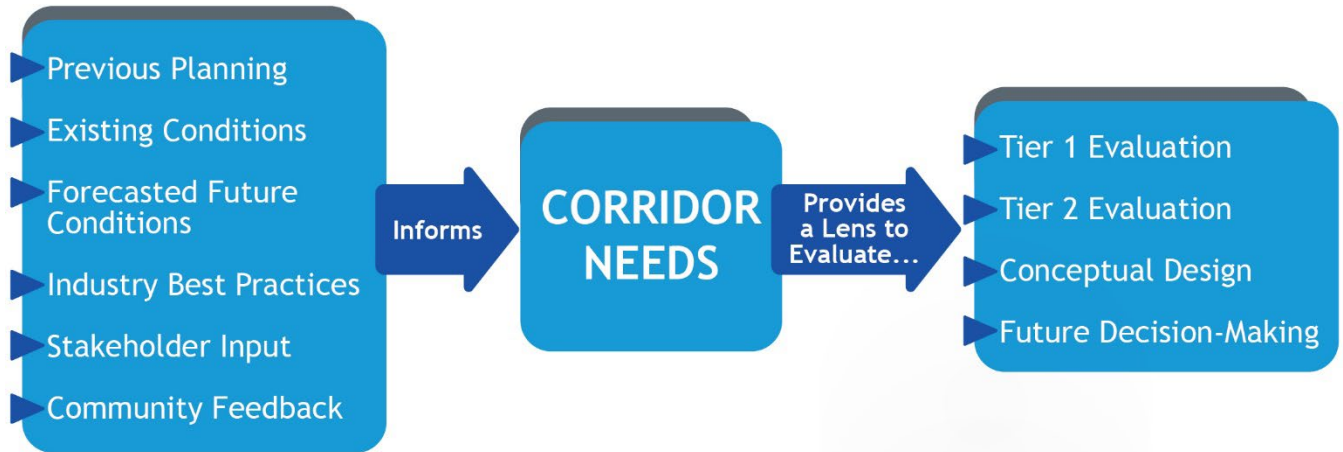 Previous Planning
Existing Conditions
Forecasted Future
Conditions
Industry Best Practices
Stakeholder Input
Community Feedback
Informs
CORRIDOR
NEEDS
Provides
a Lens to
Evaluate...
Tier 1 Evaluation
Tier 2 Evaluation
Conceptual Design
Future Decision-Making